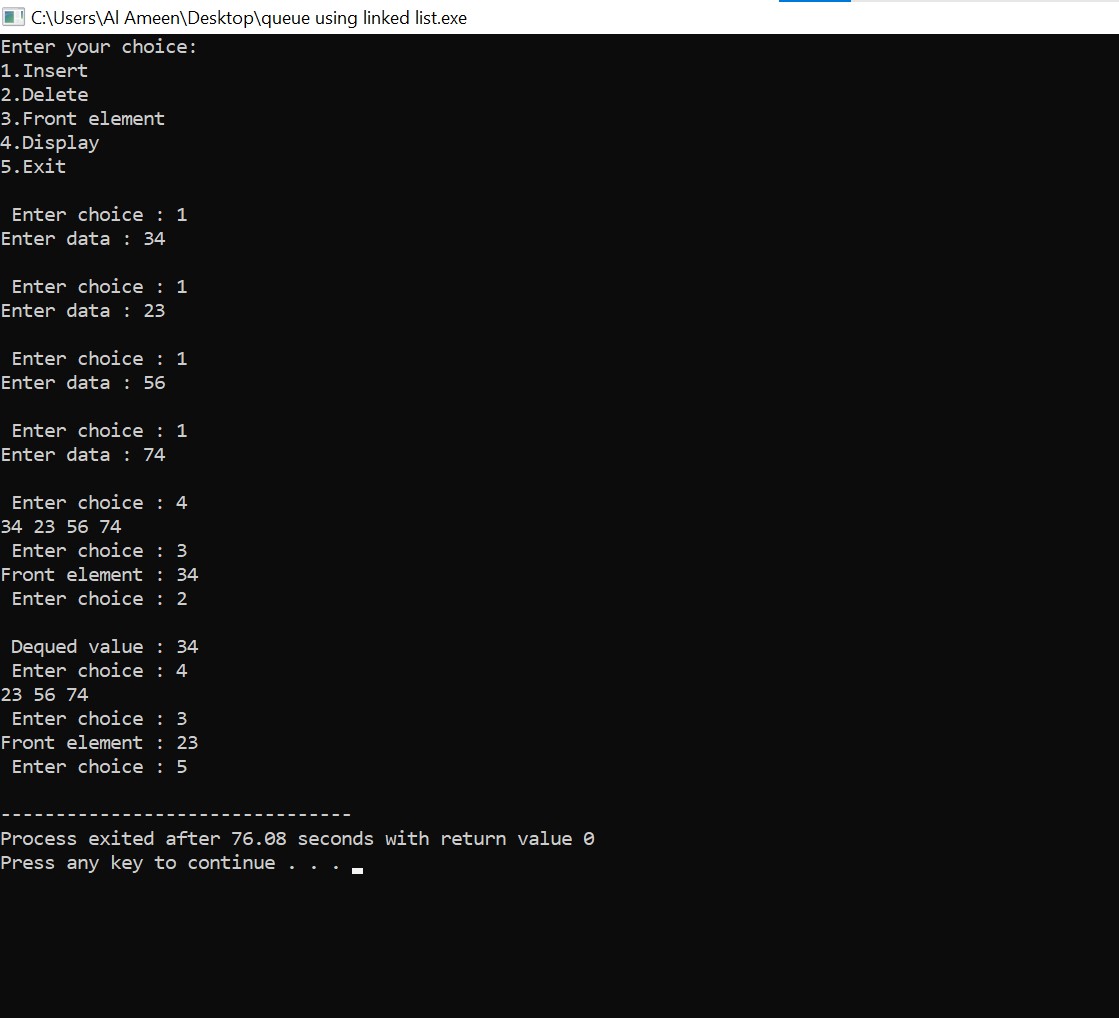 C:\Users\Al Ameen\Desktop\queue using linked list.exe
Enter your choice:
1.Insert
2.Delete
3.Front element
4.Display
5.Exit
Enter choice : 1
Enter data : 34
Enter choice : 1
Enter data : 23
Enter choice : 1
Enter data : 56
Enter choice : 1
Enter data : 74
Enter choice : 4
34 23 56 74
Enter choice : 3
Front element : 34
Enter choice : 2
Dequed value : 34
Enter choice : 4
23 56 74
Enter choice : 3
Front element : 23
Enter choice : 5
--------------------------------
Process exited after 76.08 seconds with return value 0
Press any key to continue . . .